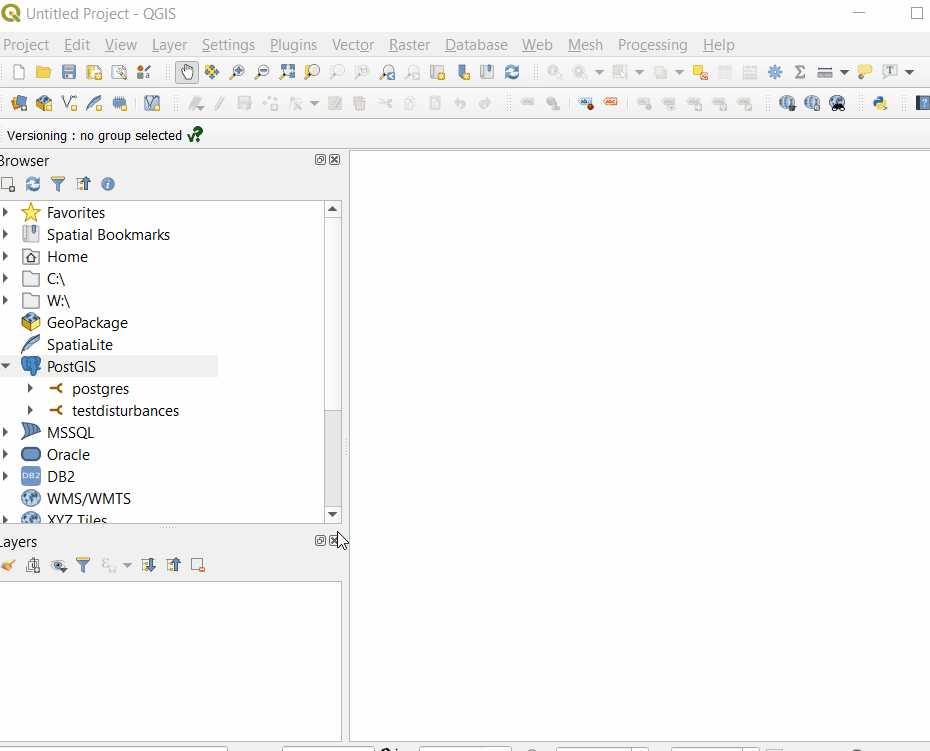 Untitled Project - QGIS
Project Edit View Layer Settings Plugins Vector Raster Database Web Mesh Processing Help
Versioning : no group selected
Browser
Favorites
Spatial Bookmarks
Home
C:\
W:\
GeoPackage
SpatiaLite
PostGIS
postgres
testdisturbances
MSSQL
Oracle
DB2
WMS/WMTS
XYZ Tiles
Layers